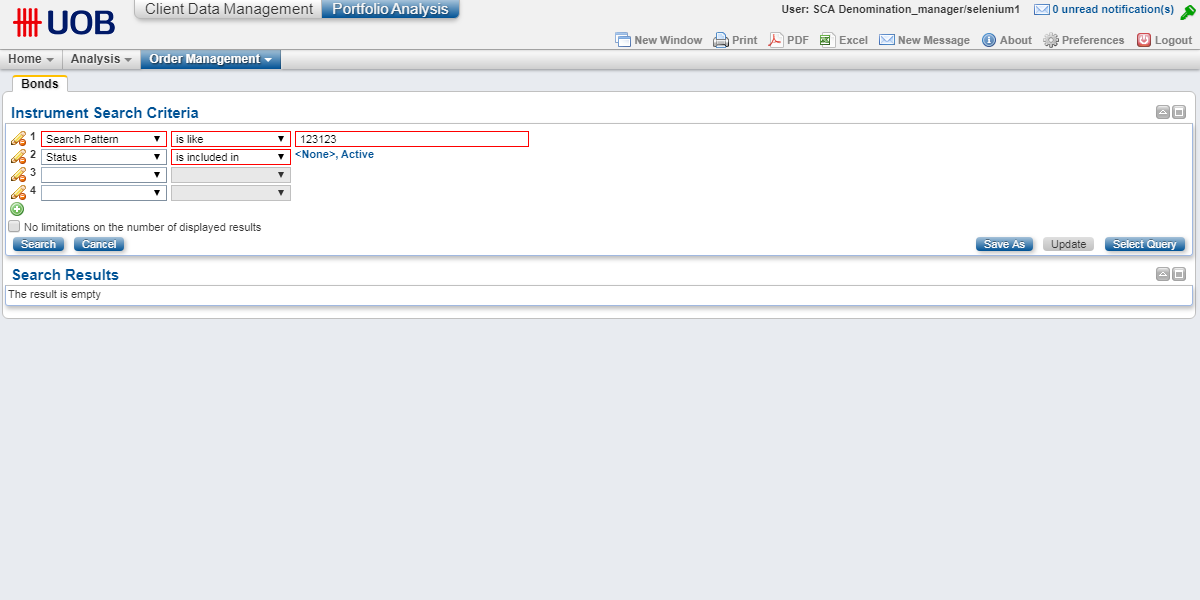 UOB
Client Data Management Portfolio Analysis
User: SCA Denomination_manager/selenium1 0 unread notification(s)
New Window Print PDF Excel New Message About Preferences Logout
Home Analysis Order Management
Bonds
Instrument Search Criteria
1 Search Pattern is like 123123
2 Status is included in <None>, Active
3
4
No limitations on the number of displayed results
Search Cancel Save As Update Select Query
Search Results
The result is empty